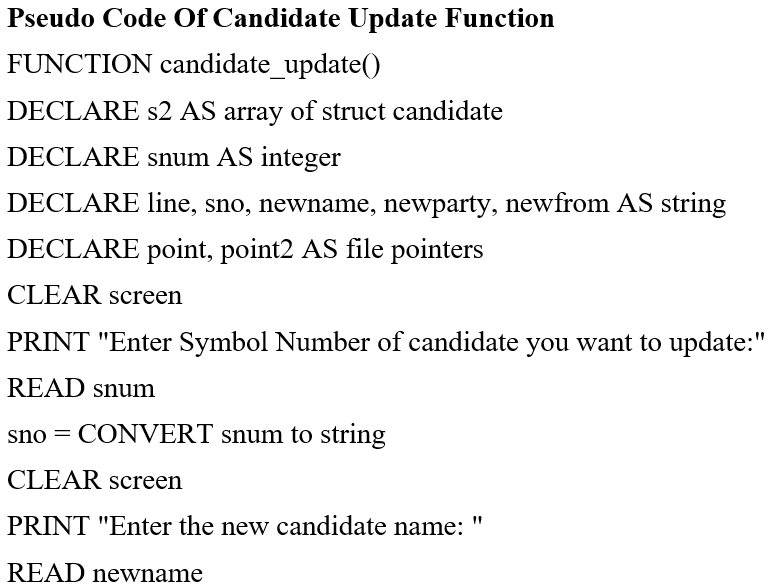 Pseudo Code Of Candidate Update Function
FUNCTION candidate_update()
DECLARE s2 AS array of struct candidate
DECLARE snum AS integer
DECLARE line, sno, newname, newparty, newfrom AS string
DECLARE point, point2 AS file pointers
CLEAR screen
PRINT "Enter Symbol Number of candidate you want to update:"
READ snum
sno = CONVERT snum to string
CLEAR screen
PRINT "Enter the new candidate name: "
READ newname